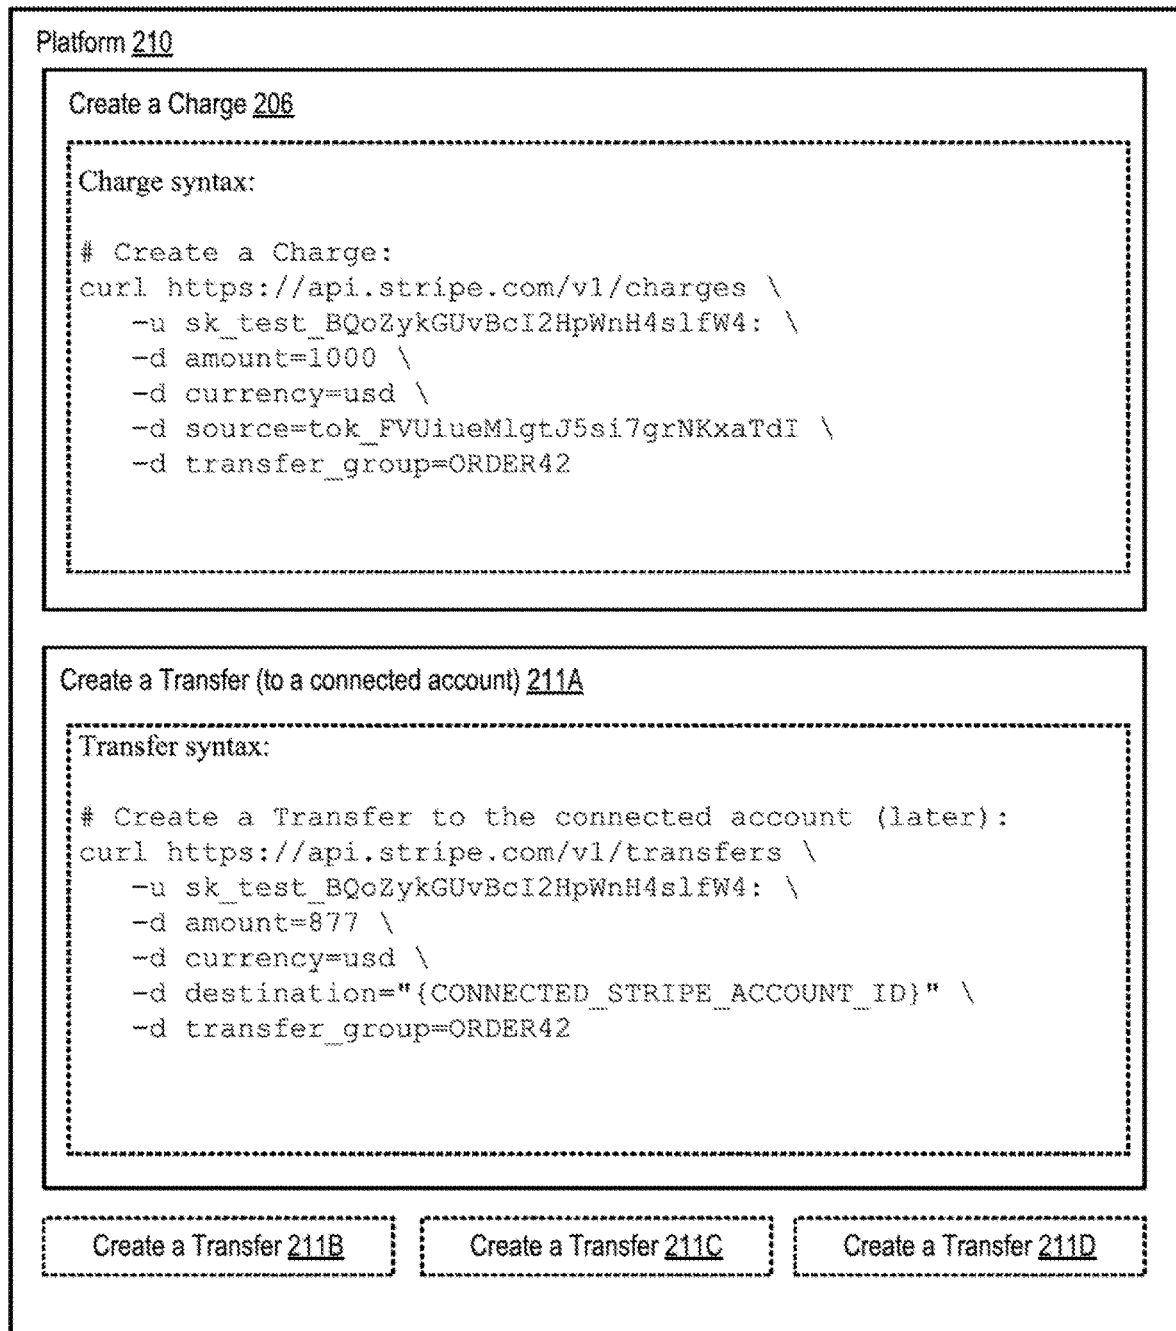 Platform 210
Create a Charge 206
Charge syntax:
# Create a Charge:
curl https://api.stripe.com/v1/charges \
-u sk_test_BQoZykGUvBcI2HpWnH4slfW4: \
-d amount=1000 \
-d currency=usd \
-d source=tok_FVUiueMlgtJ5si7grNKxaTdI \
-d transfer_group=ORDER42
Create a Transfer (to a connected account) 211A
Transfer syntax:
# Create a Transfer to the connected account (later):
curl https://api.stripe.com/v1/transfers \
-u sk_test_BQoZykGUvBcI2HpWnH4slfW4: \
-d amount=877 \
-d currency=usd \
-d destination="{CONNECTED_STRIPE_ACCOUNT_ID}" \
-d transfer_group=ORDER42
Create a Transfer 211B
Create a Transfer 211C
Create a Transfer 211D